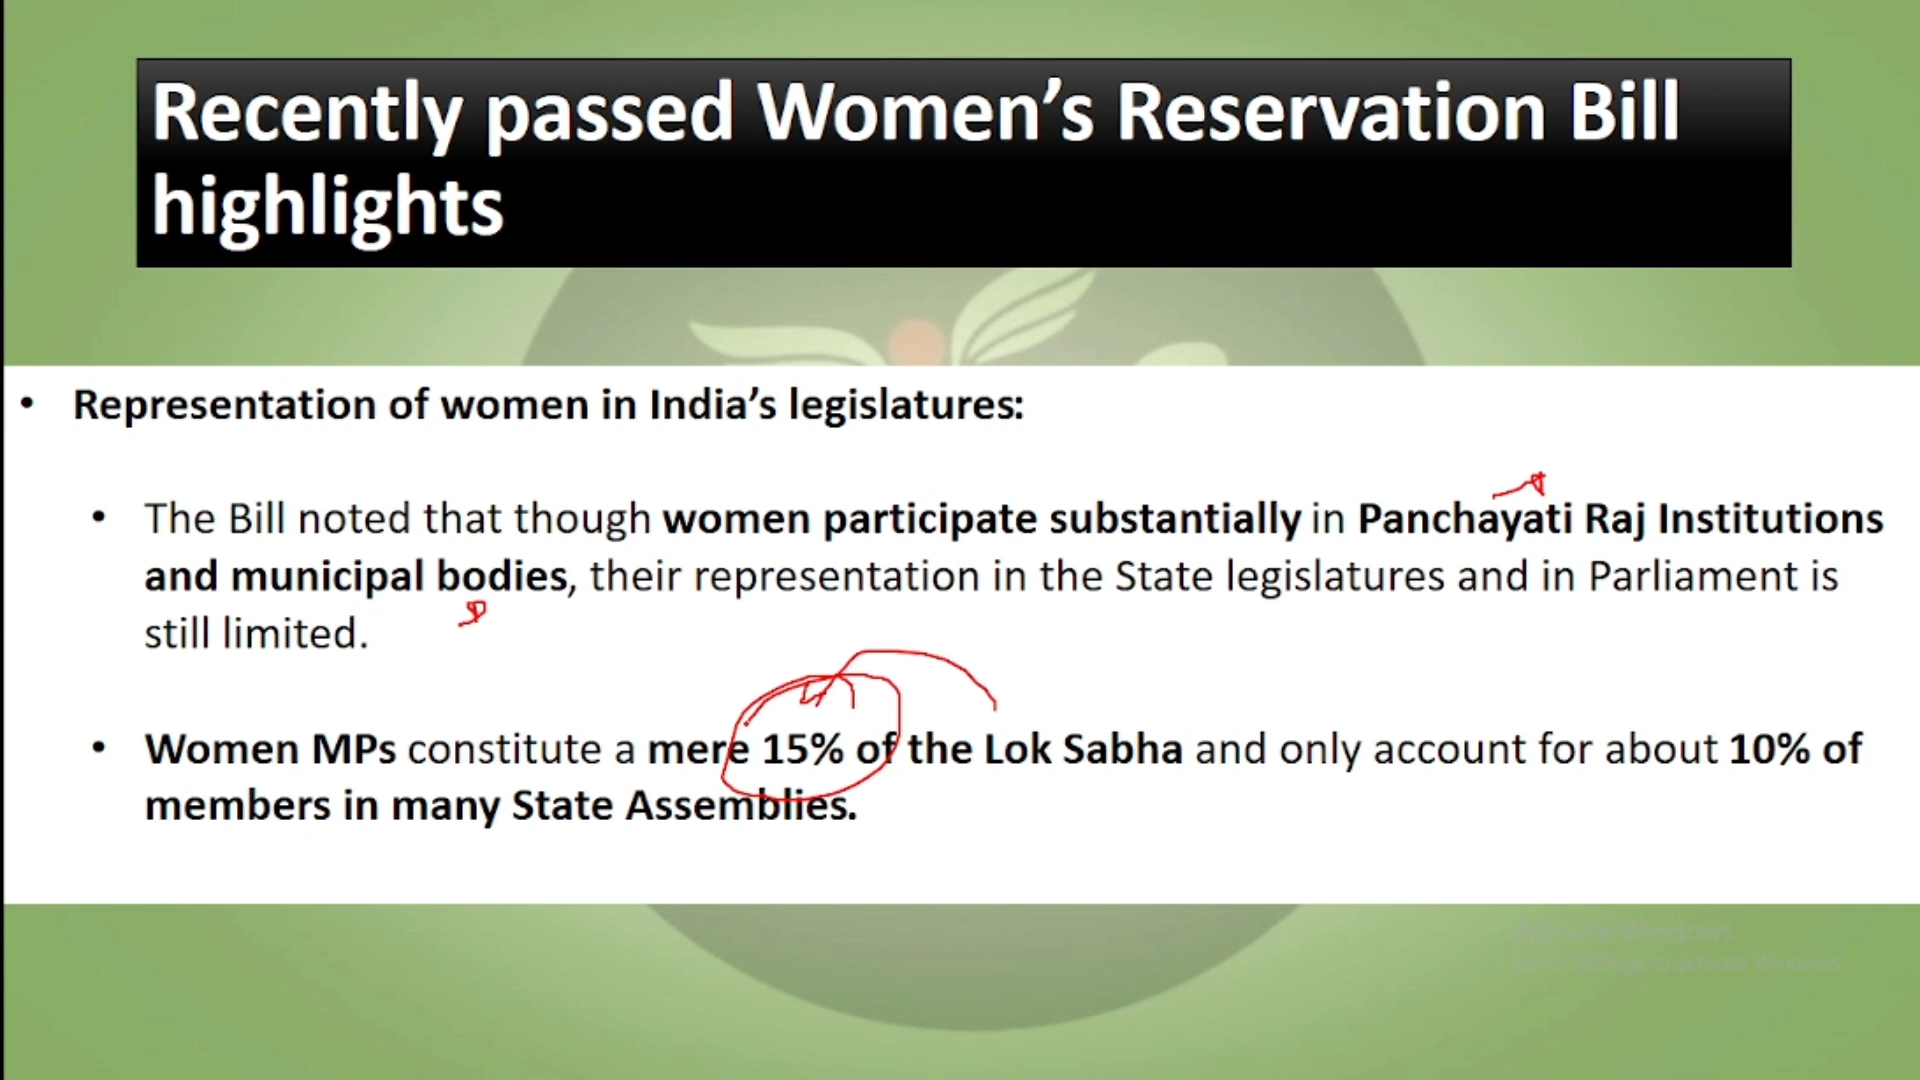 Recently passed Women’s Reservation Bill
highlights
• Representation of women in India’s legislatures:
• The Bill noted that though women participate substantially in Panchayati Raj Institutions
and municipal bodies, their representation in the State legislatures and in Parliament is
still limited.
• Women MPs constitute a mere 15% of the Lok Sabha and only account for about 10% of
members in many State Assemblies.
Activate Windows